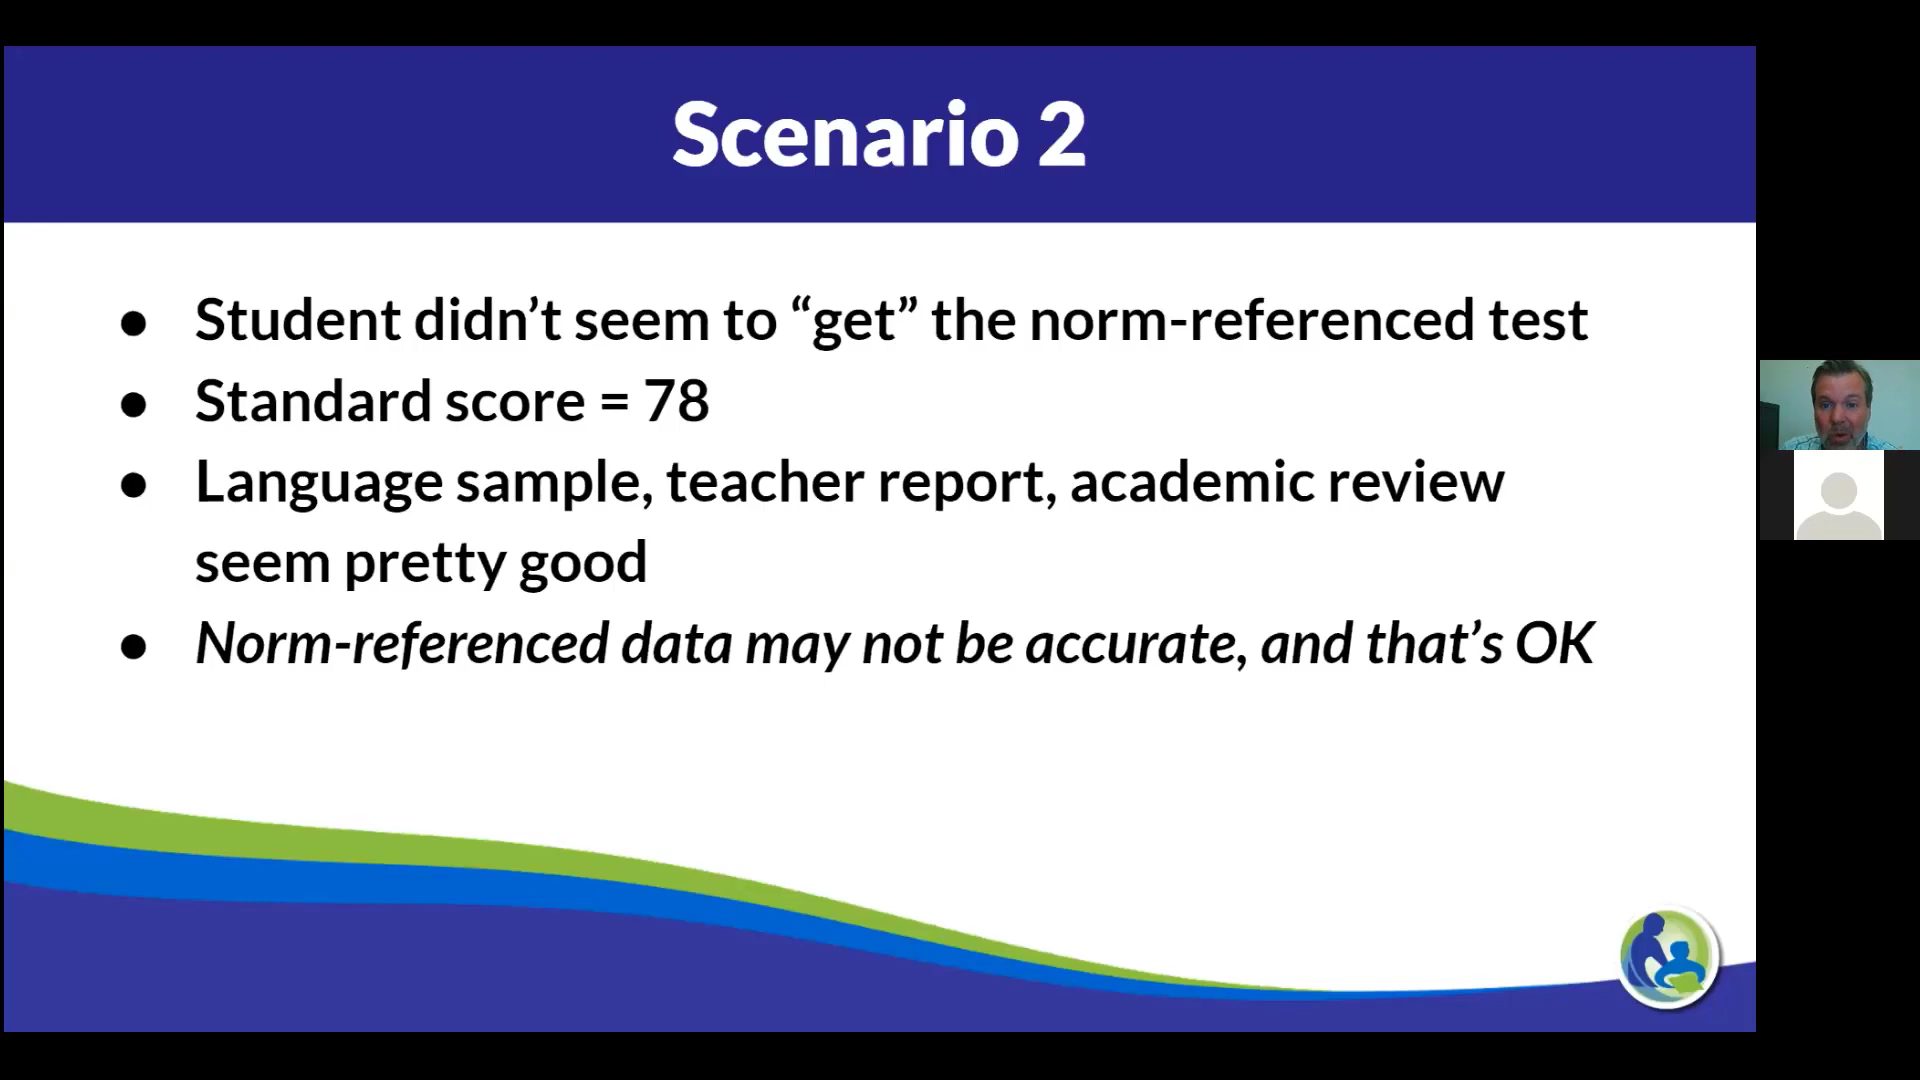 Scenario 2
● Student didn’t seem to “get” the norm-referenced test
● Standard score = 78
● Language sample, teacher report, academic review
seem pretty good
● Norm-referenced data may not be accurate, and that’s OK